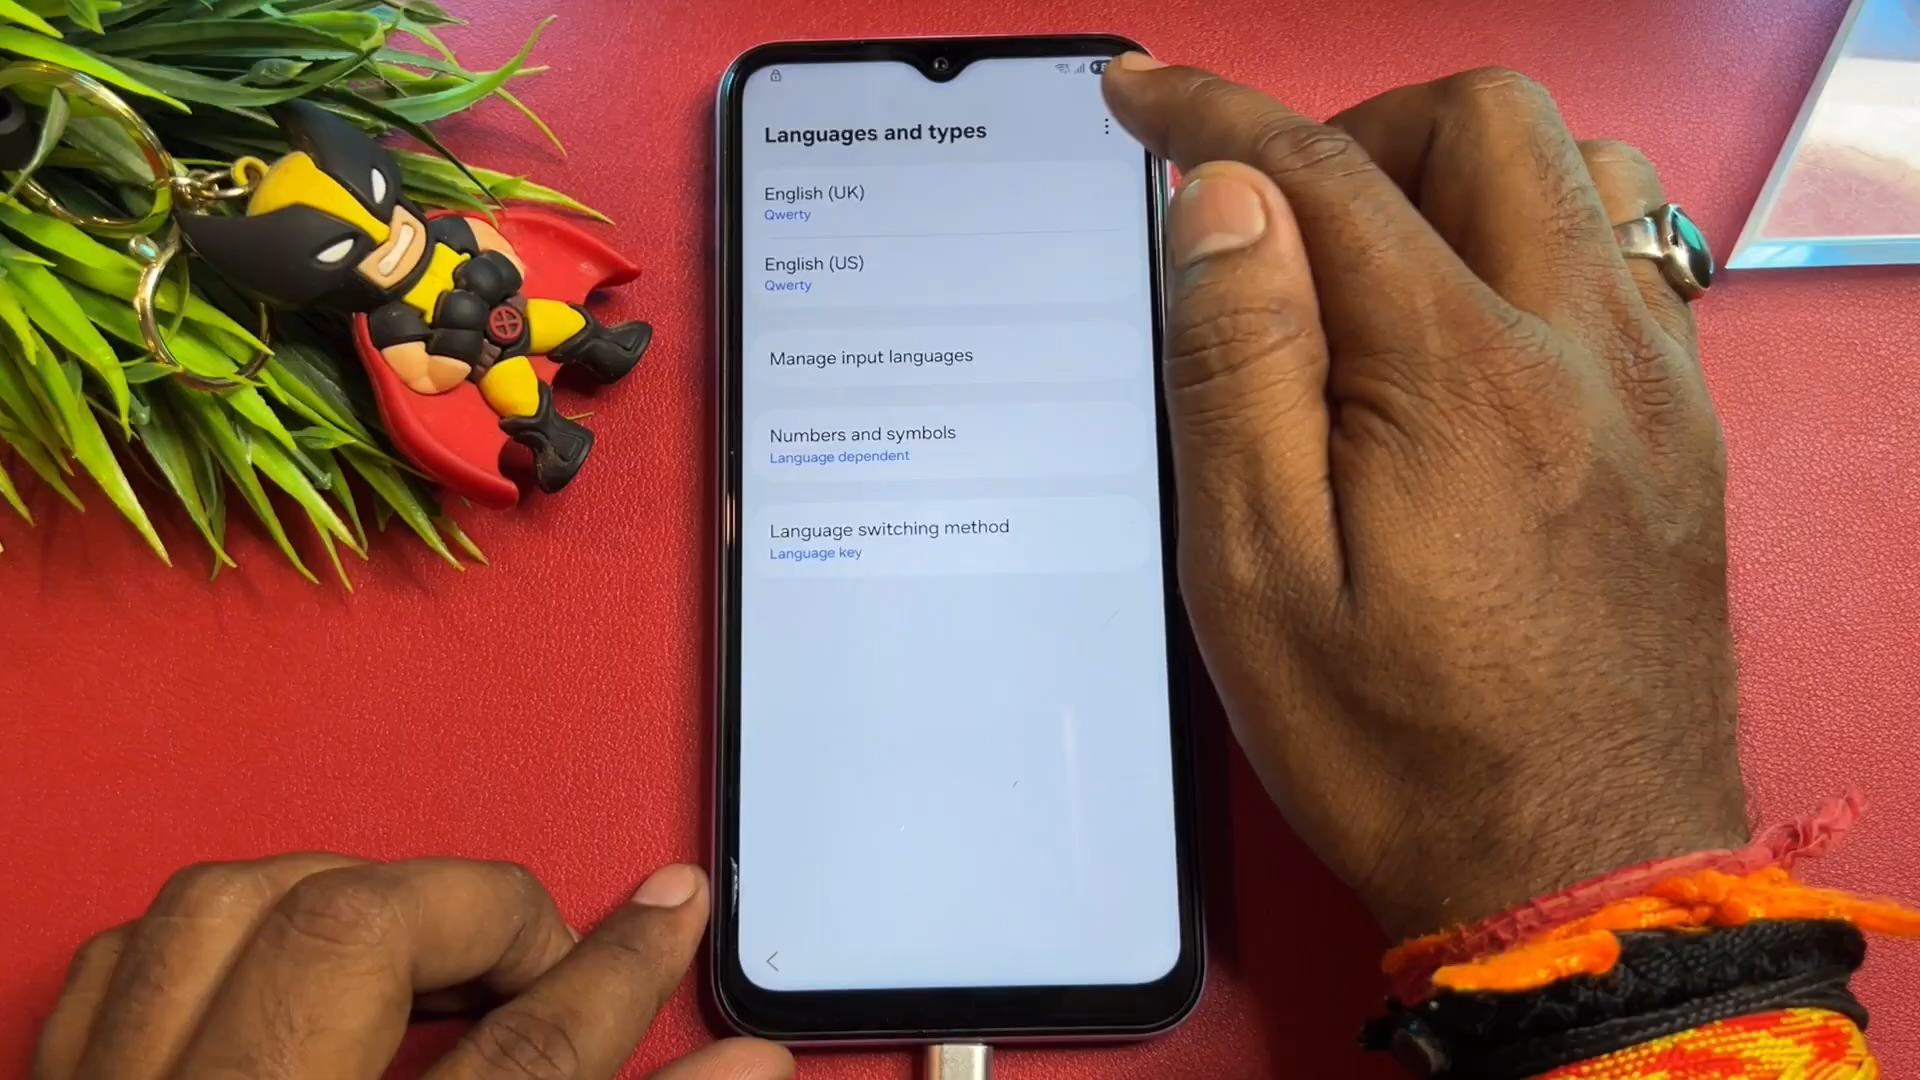 Languages and types
English (UK)
Qwerty
English (US)
Qwerty
Manage input languages
Numbers and symbols
Language dependent
Language switching method
Language key